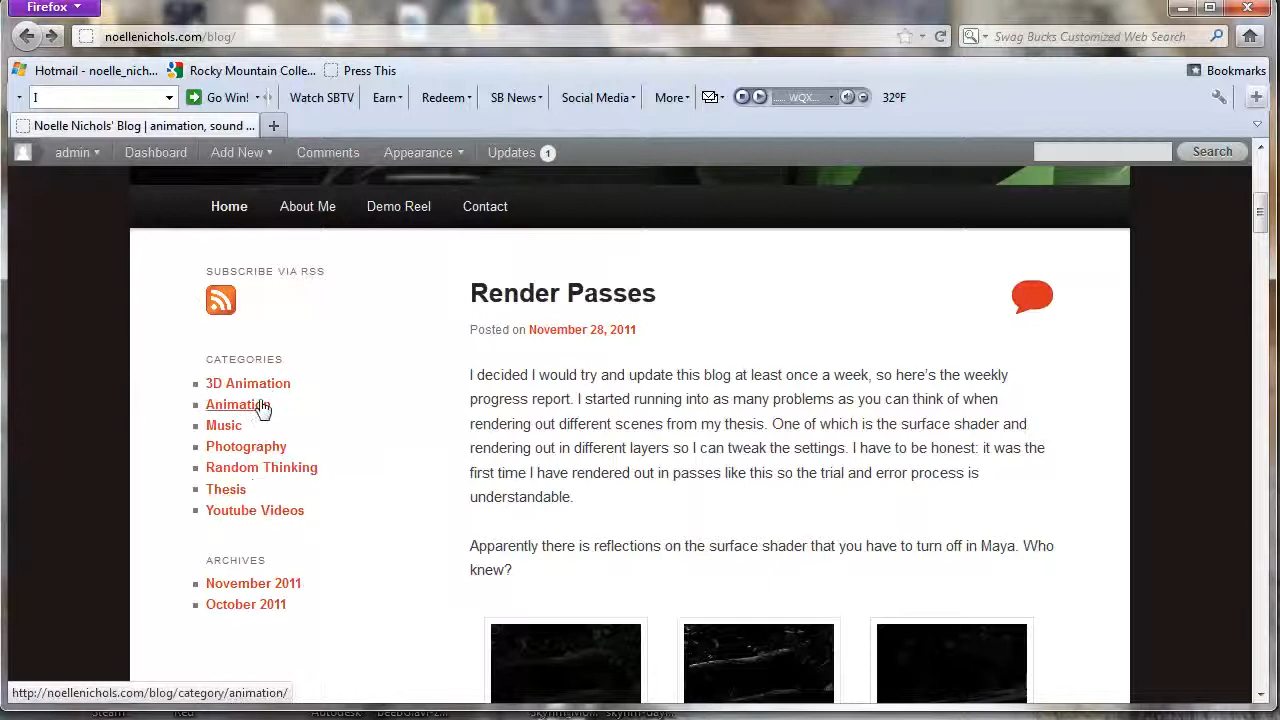 Firefox
noellenichols.com/blog/
Swag Bucks Customized Web Search
Hotmail - noelle_nich... Rocky Mountain Colle... Press This Bookmarks
I Go Win! Watch SBTV Earn Redeem SB News Social Media More ..... WQX... 32°F
Noelle Nichols' Blog | animation, sound ...
admin Dashboard Add New Comments Appearance Updates 1 Search
Home About Me Demo Reel Contact
SUBSCRIBE VIA RSS
CATEGORIES
3D Animation
Animation
Music
Photography
Random Thinking
Thesis
Youtube Videos
ARCHIVES
November 2011
October 2011
Render Passes
Posted on November 28, 2011
I decided I would try and update this blog at least once a week, so here's the weekly
progress report. I started running into as many problems as you can think of when
rendering out different scenes from my thesis. One of which is the surface shader and
rendering out in different layers so I can tweak the settings. I have to be honest: it was the
first time I have rendered out in passes like this so the trial and error process is
understandable.
Apparently there is reflections on the surface shader that you have to turn off in Maya. Who
knew?
http://noellenichols.com/blog/category/animation/
Steam Red Autodesk